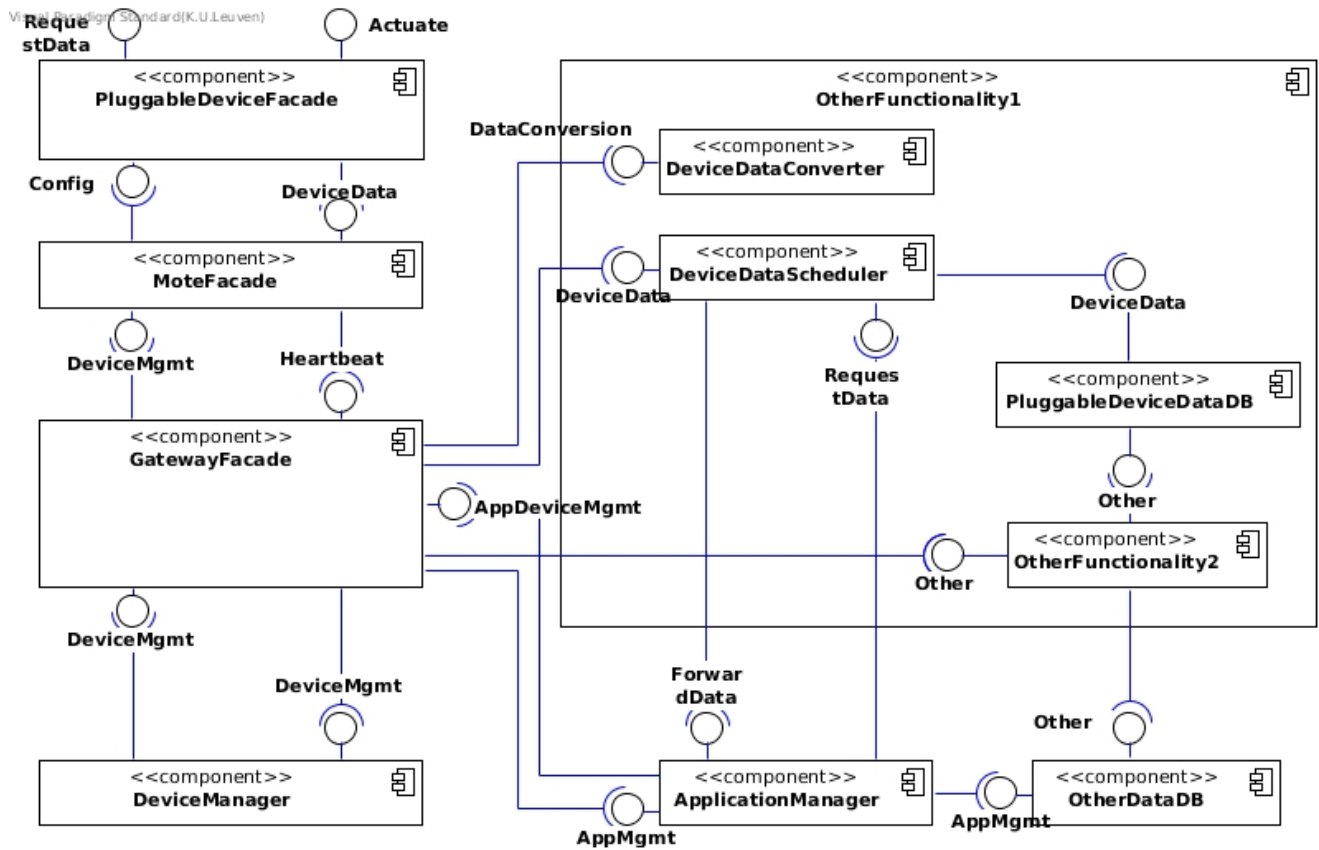 Visual Paradigm Standard(K.U.Leuven)
Reque
stData
Actuate
<<component>>
PluggableDeviceFacade
<<component>>
OtherFunctionality1
DataConversion
<<component>>
DeviceDataConverter
Config
DeviceData
<<component>>
MoteFacade
<<component>>
DeviceDataScheduler
DeviceData
DeviceData
DeviceMgmt
Heartbeat
Reques
tData
<<component>>
PluggableDeviceDataDB
<<component>>
GatewayFacade
AppDeviceMgmt
Other
<<component>>
OtherFunctionality2
Other
DeviceMgmt
DeviceMgmt
Forwar
dData
Other
<<component>>
DeviceManager
<<component>>
ApplicationManager
<<component>>
OtherDataDB
AppMgmt
AppMgmt